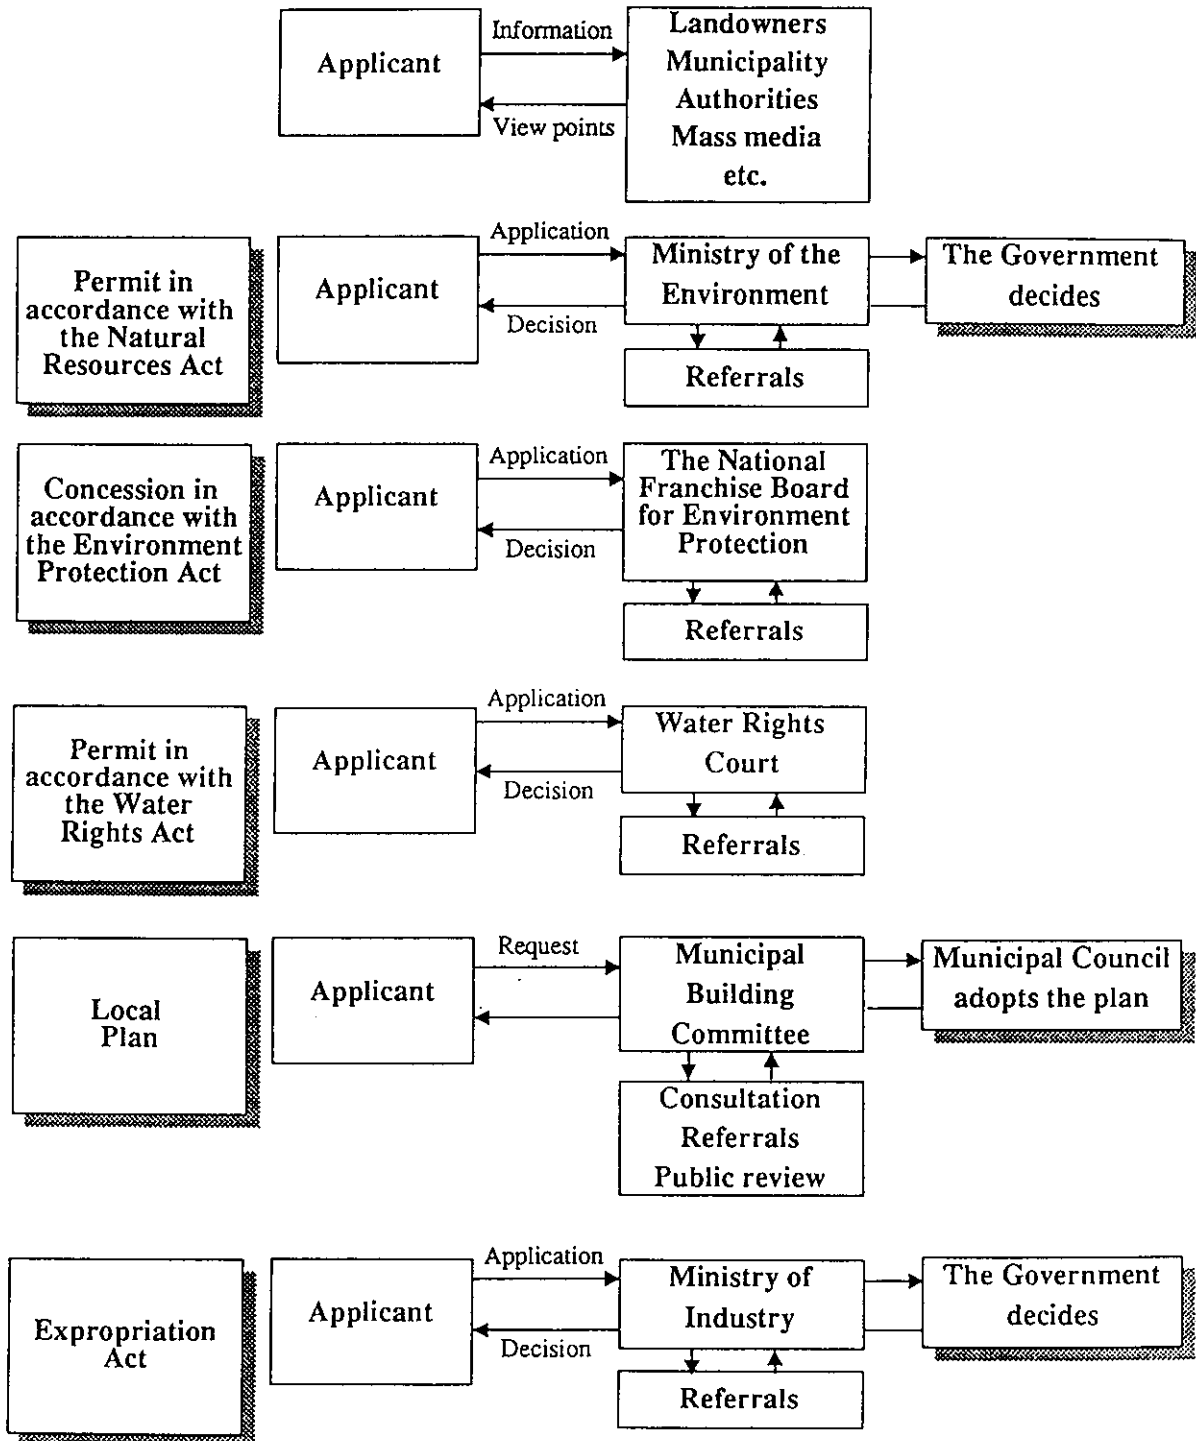 Applicant
Information
View points
Landowners
Municipality
Authorities
Mass media
etc.
Permit in
accordance with
the Natural
Resources Act
Applicant
Application
Decision
Ministry of the
Environment
The Government
decides
Referrals
Concession in
accordance with
the Environment
Protection Act
Applicant
Application
Decision
The National
Franchise Board
for Environment
Protection
Referrals
Permit in
accordance with
the Water
Rights Act
Applicant
Application
Decision
Water Rights
Court
Referrals
Local
Plan
Applicant
Request
Municipal
Building
Committee
Municipal Council
adopts the plan
Consultation
Referrals
Public review
Expropriation
Act
Applicant
Application
Decision
Ministry of
Industry
The Government
decides
Referrals